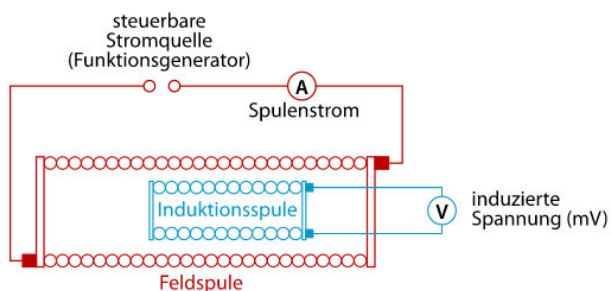 steuerbare
Stromquelle
(Funktionsgenerator)
A
Spulenstrom
Induktionsspule
V
induzierte
Spannung (mV)
Feldspule